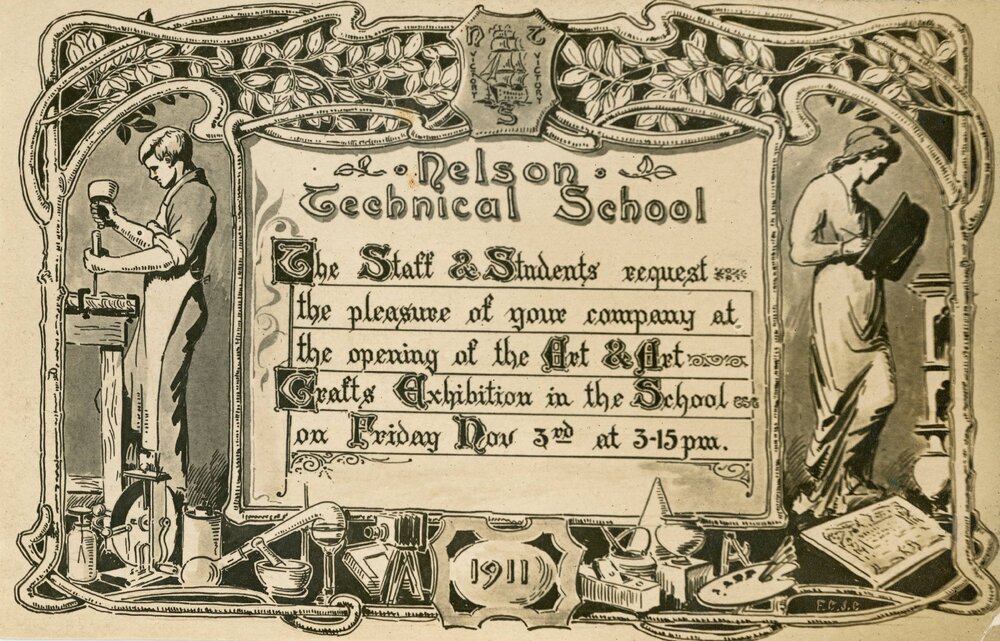 N T
VICTORY VICTORY
S
Nelson
Technical School
The Staff & Students request
the pleasure of your company at
the opening of the Art & Art
Crafts Exhibition in the School
on Friday Nov 3rd at 3-15pm.
1911
F.C.J.C